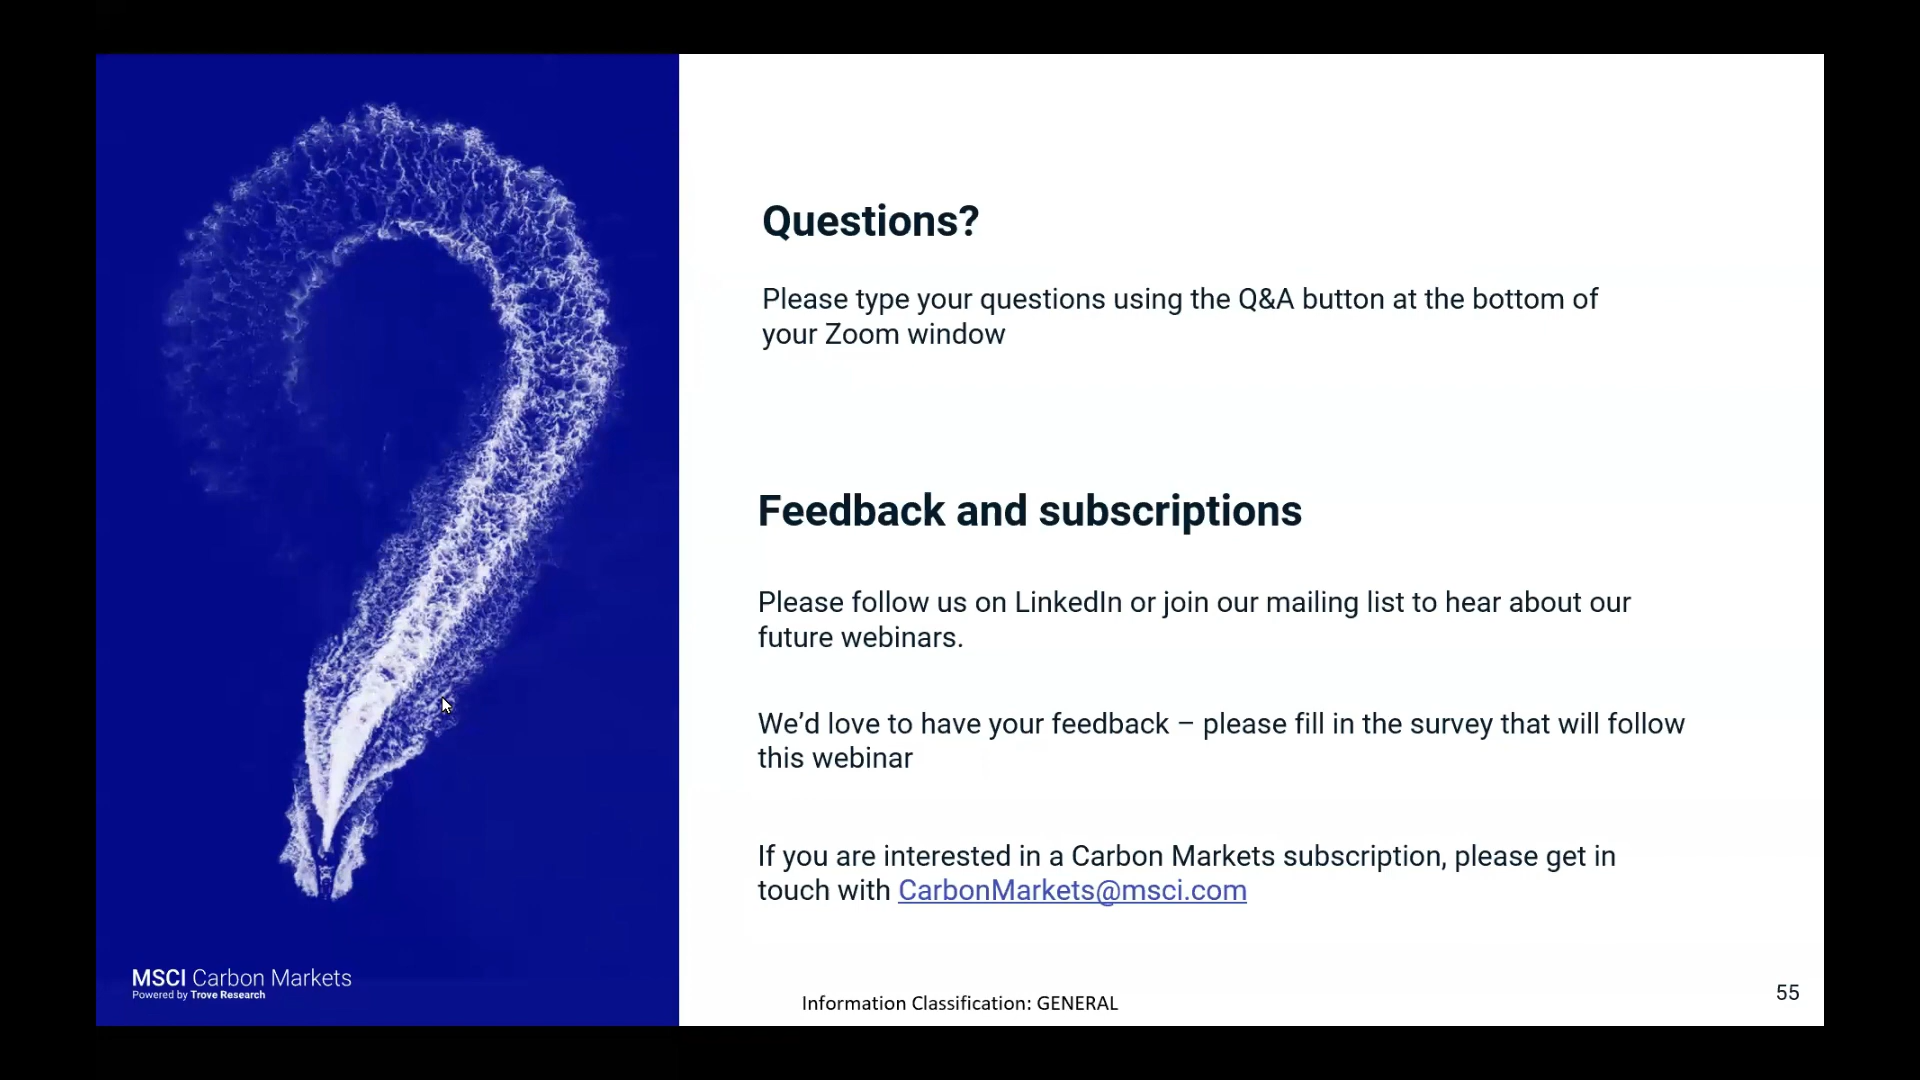 Questions?
Please type your questions using the Q&A button at the bottom of
your Zoom window
Feedback and subscriptions
Please follow us on LinkedIn or join our mailing list to hear about our
future webinars.
We’d love to have your feedback – please fill in the survey that will follow
this webinar
If you are interested in a Carbon Markets subscription, please get in
touch with CarbonMarkets@msci.com
MSCI Carbon Markets
Powered by Trove Research
Information Classification: GENERAL
55